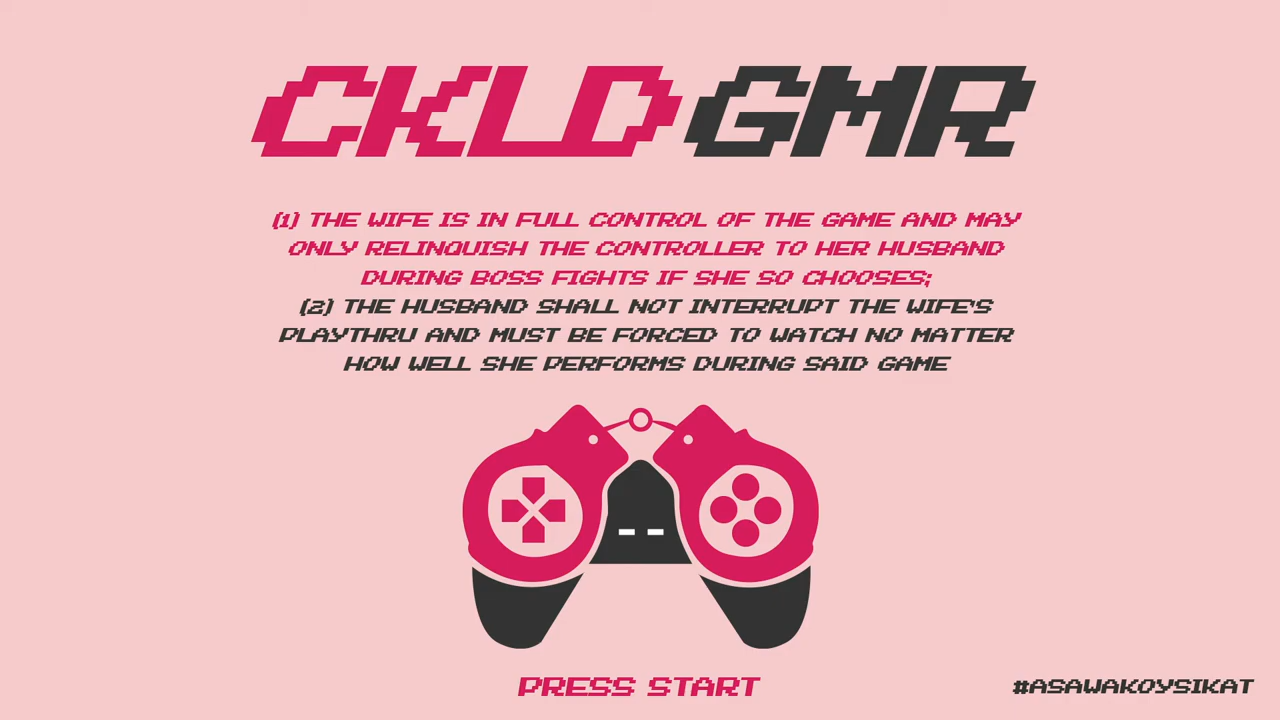 CKLDGMR
(1) THE WIFE IS IN FULL CONTROL OF THE GAME AND MAY
ONLY RELINQUISH THE CONTROLLER TO HER HUSBAND
DURING BOSS FIGHTS IF SHE SO CHOOSES;
(2) THE HUSBAND SHALL NOT INTERRUPT THE WIFE'S
PLAYTHRU AND MUST BE FORCED TO WATCH NO MATTER
HOW WELL SHE PERFORMS DURING SAID GAME
PRESS START
#ASAWAKOYSIKAT